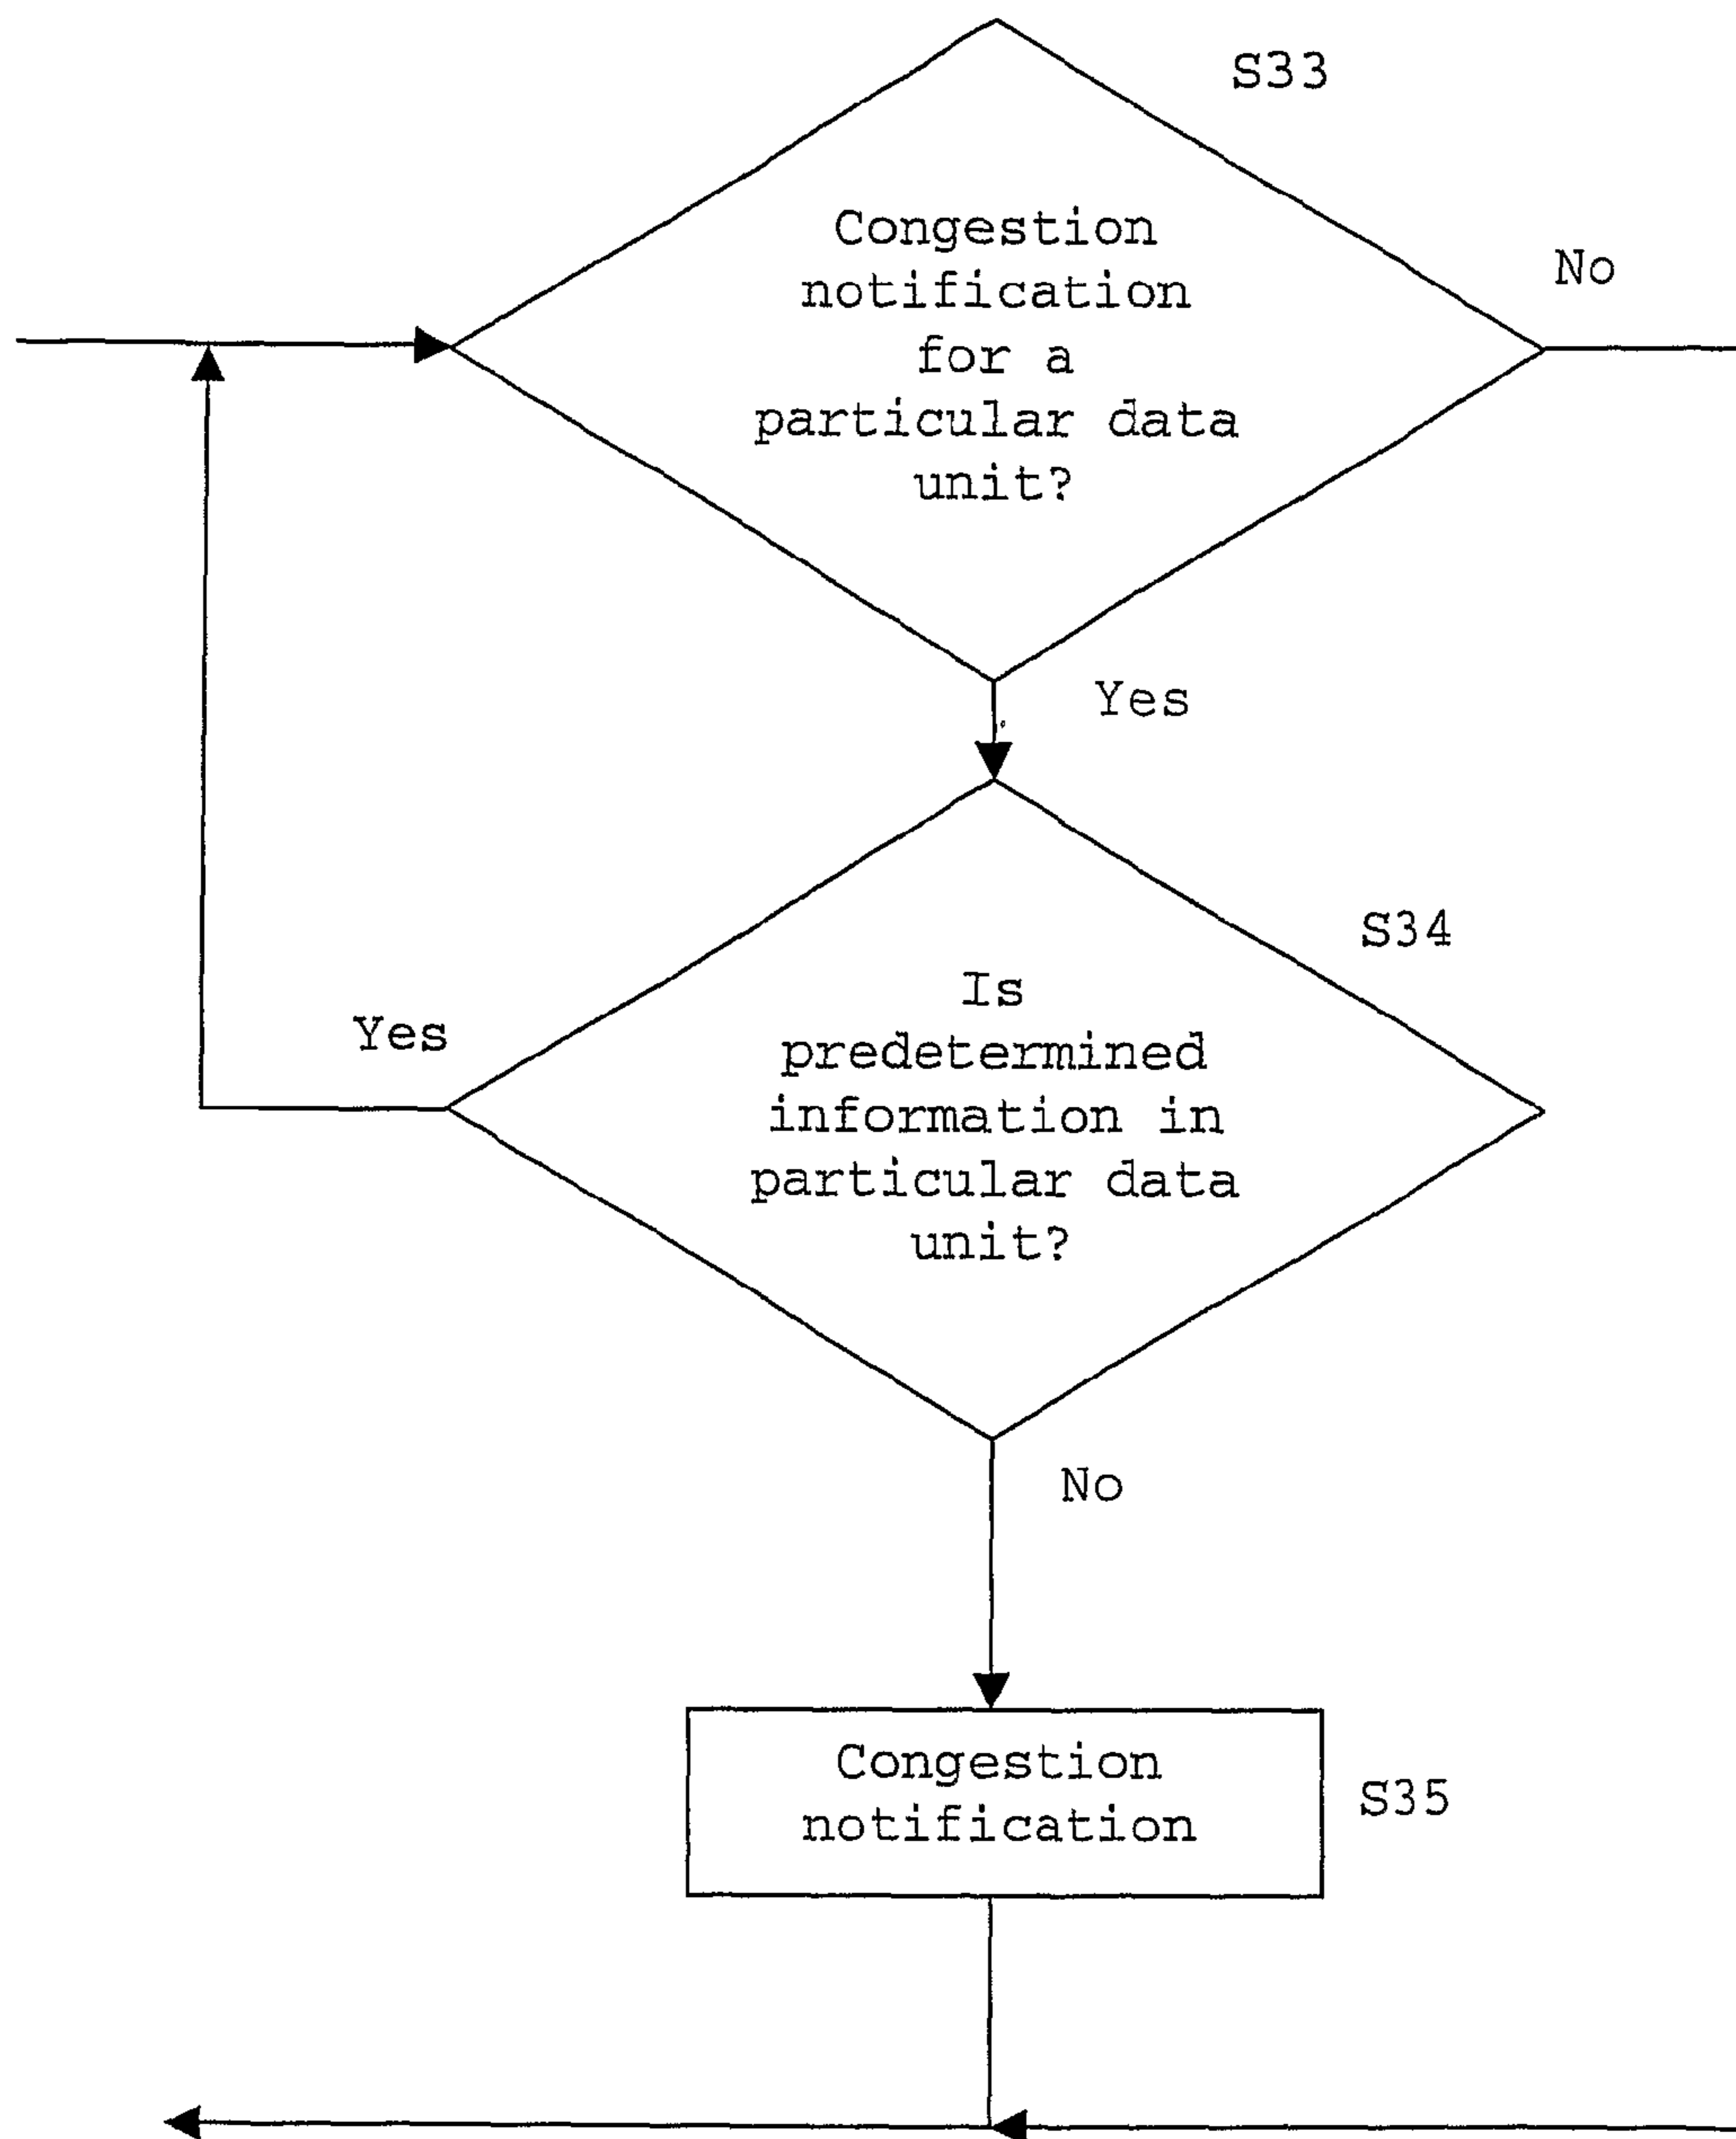 S33
Congestion
notification
for a
particular data
unit?
No
Yes
S34
Is
predetermined
information in
particular data
unit?
Yes
No
Congestion
notification
S35